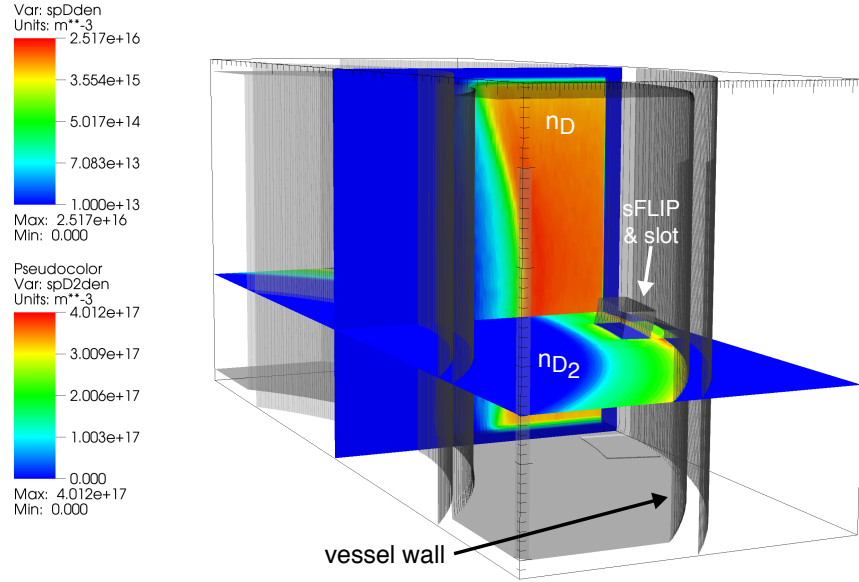 Var: spDden
Units: m**-3
2.517e+16
3.554e+15
5.017e+14
7.083e+13
1.000e+13
Max: 2.517e+16
Min: 0.000
Pseudocolor
Var: spD2den
Units: m**-3
4.012e+17
3.009e+17
2.006e+17
1.003e+17
0.000
Max: 4.012e+17
Min: 0.000
nD
sFLIP
& slot
nD2
vessel wall